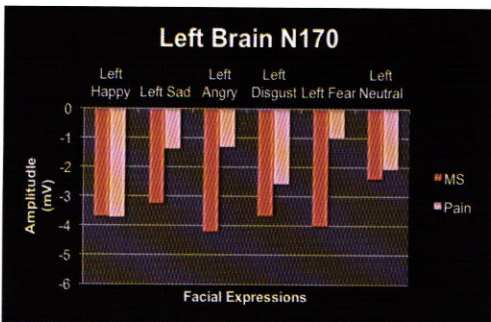 Left Brain N170
Left Happy
Left Sad
Left Angry
Left Disgust
Left Fear
Left Neutral
0
-1
-2
-3
-4
-5
-6
Amplitudie (mV)
MS
Pain
Facial Expressions